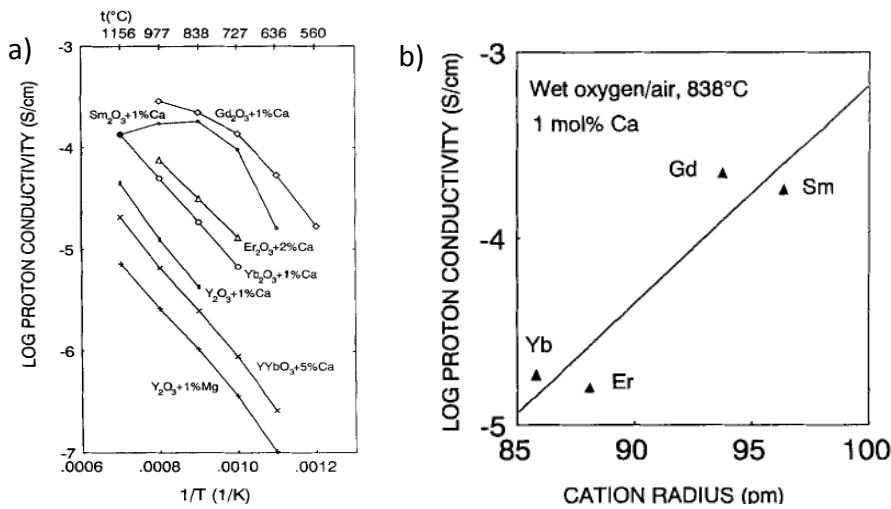 a)
t(°C)
1156 977 838 727 636 560
-3
-4
-5
-6
-7
LOG PROTON CONDUCTIVITY (S/cm)
Sm₂O₃+1%Ca
Gd₂O₃+1%Ca
Er₂O₃+2%Ca
Yb₂O₃+1%Ca
Y₂O₃+1%Ca
YYbO₃+5%Ca
Y₂O₃+1%Mg
.0006 .0008 .0010 .0012
1/T (1/K)
b)
-3
-4
-5
LOG PROTON CONDUCTIVITY (S/cm)
Wet oxygen/air, 838°C
1 mol% Ca
Gd
Sm
Yb
Er
85 90 95 100
CATION RADIUS (pm)